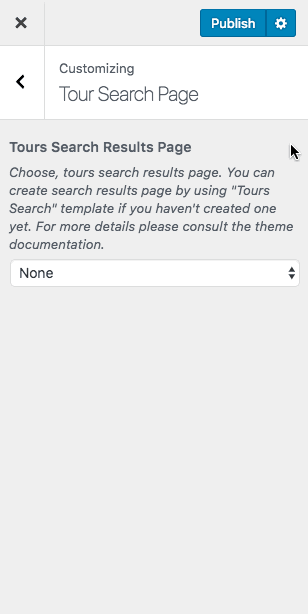 Publish
Customizing
Tour Search Page
Tours Search Results Page
Choose, tours search results page. You can
create search results page by using "Tours
Search" template if you haven't created one
yet. For more details please consult the theme
documentation.
None